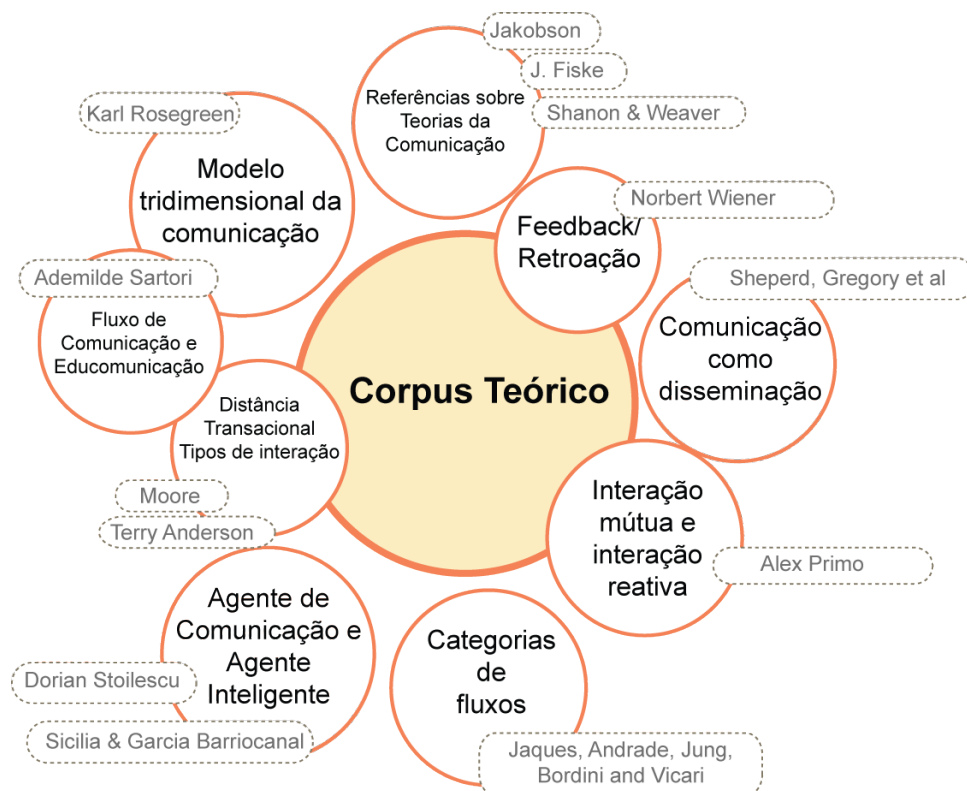 Jakobson
J. Fiske
Shanon & Weaver
Referências sobre
Teorias da
Comunicação
Karl Rosegreen
Modelo
tridimensional da
comunicação
Norbert Wiener
Feedback/
Retroação
Ademilde Sartori
Fluxo de
Comunicação e
Educomunicação
Sheperd, Gregory et al
Comunicação
como
disseminação
Corpus Teórico
Distância
Transacional
Tipos de interação
Moore
Terry Anderson
Interação
mútua e
interação
reativa
Alex Primo
Agente de
Comunicação e
Agente
Inteligente
Dorian Stoilescu
Sicilia & Garcia Barriocanal
Categorias
de
fluxos
Jaques, Andrade, Jung,
Bordini and Vicari